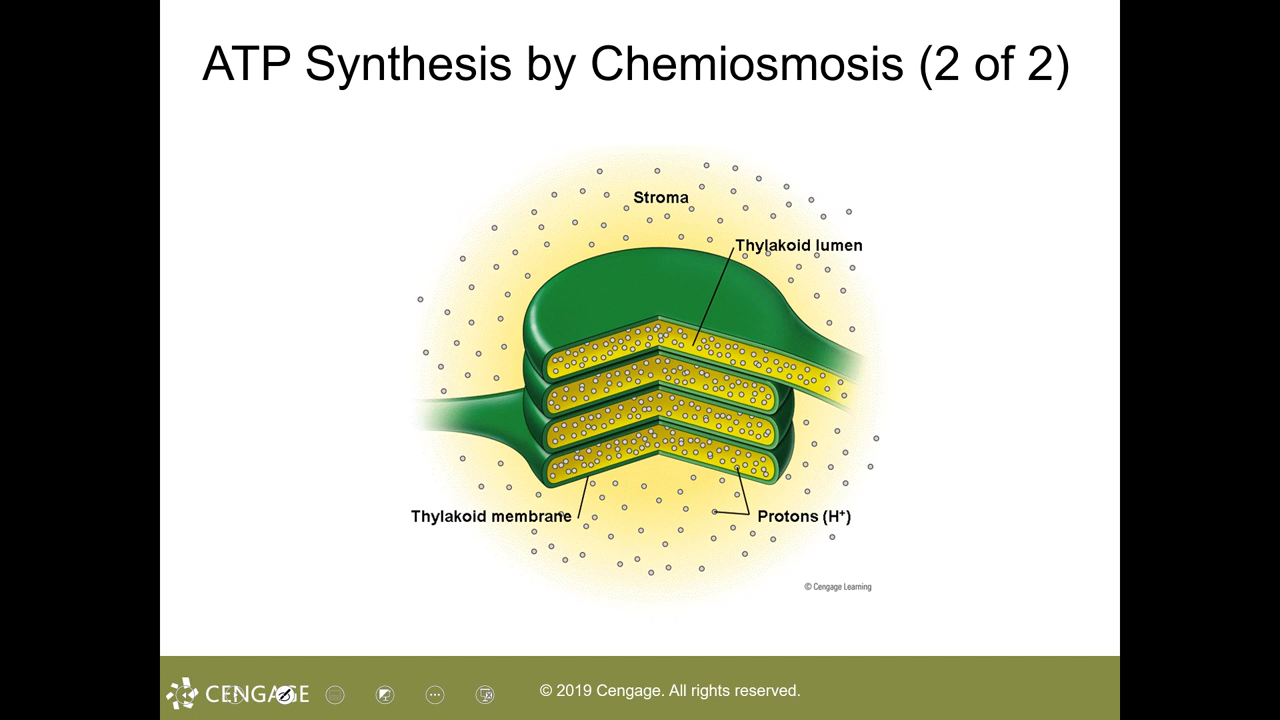 ATP Synthesis by Chemiosmosis (2 of 2)
Stroma
Thylakoid lumen
Thylakoid membrane
Protons (H⁺)
© Cengage Learning
CENGAGE
© 2019 Cengage. All rights reserved.